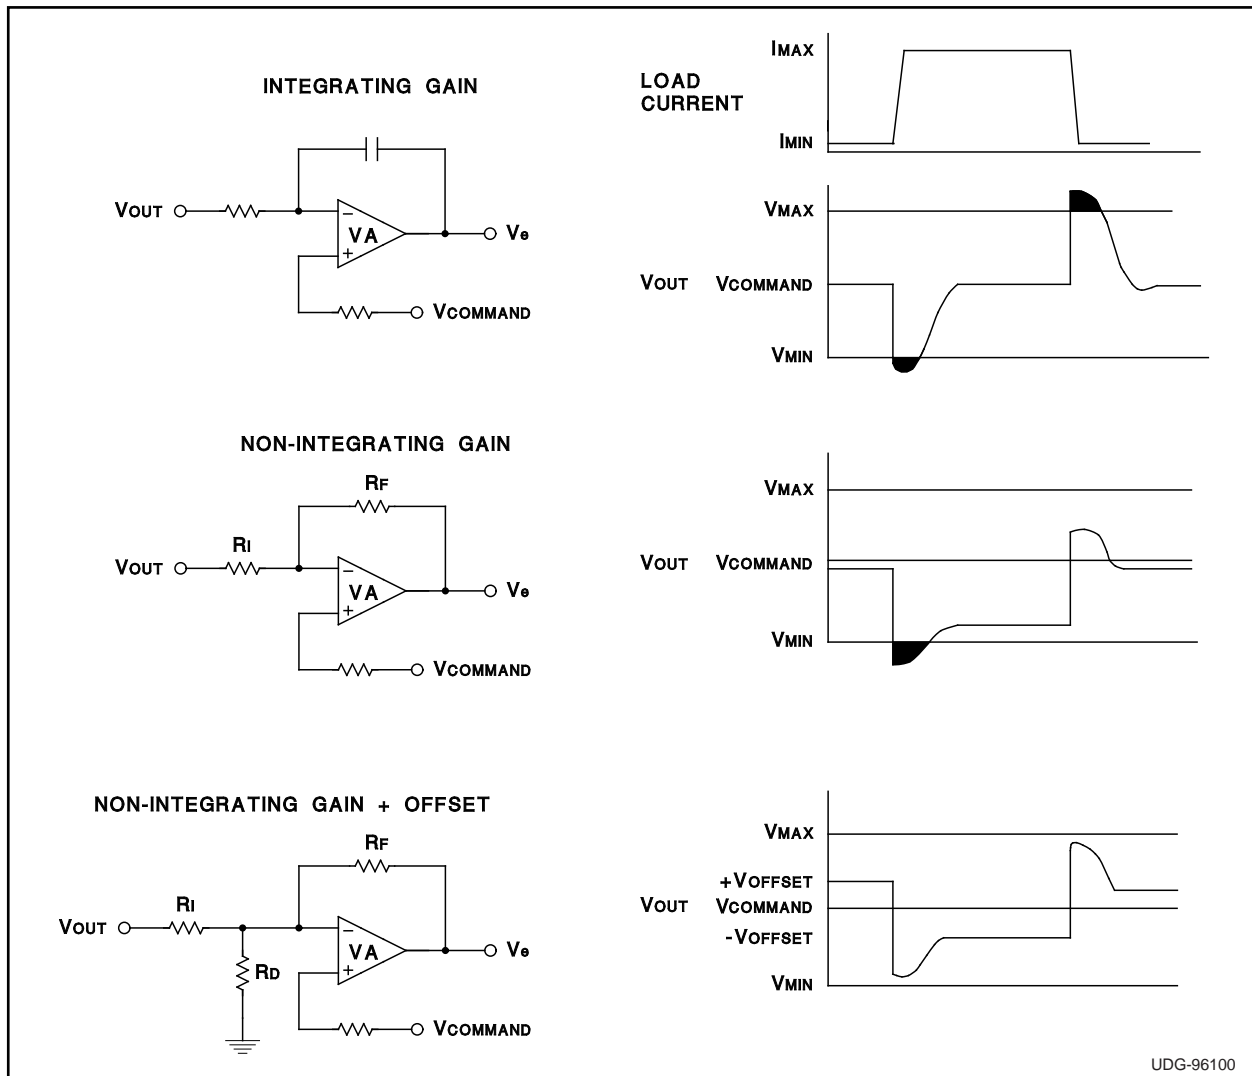 INTEGRATING GAIN
VOUT
VA
Ve
VCOMMAND
LOAD
CURRENT
IMAX
IMIN
VMAX
VOUT VCOMMAND
VMIN
NON-INTEGRATING GAIN
RF
RI
VOUT
VA
Ve
VCOMMAND
VMAX
VOUT VCOMMAND
VMIN
NON-INTEGRATING GAIN + OFFSET
RF
RI
VOUT
VA
Ve
RD
VCOMMAND
VMAX
+VOFFSET
VOUT VCOMMAND
-VOFFSET
VMIN
UDG-96100